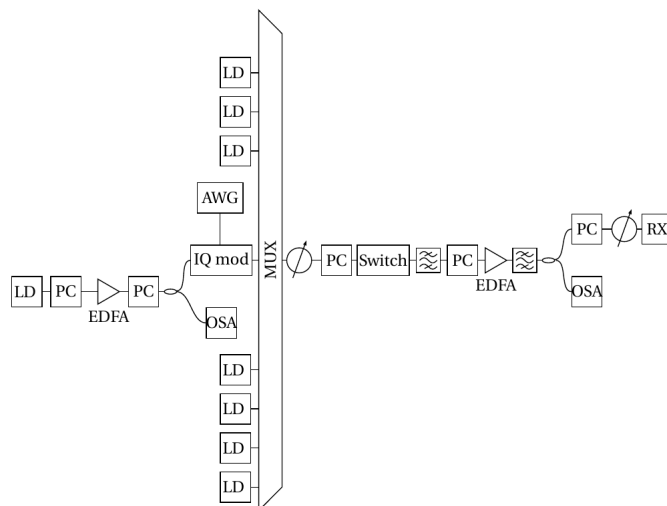 LD
LD
LD
AWG
IQ mod
MUX
LD
PC
EDFA
PC
OSA
PC
Switch
PC
EDFA
PC
RX
OSA
LD
LD
LD
LD